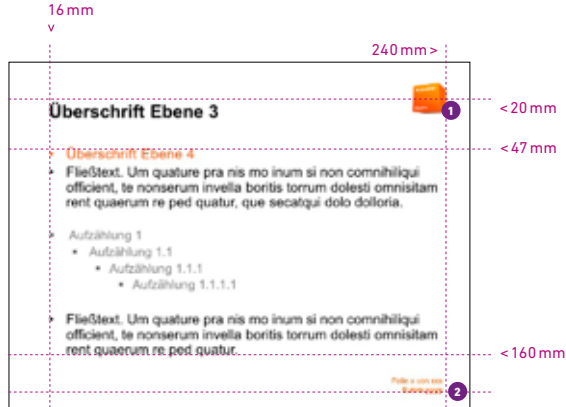 16 mm
v
240 mm >
Überschrift Ebene 3
1
< 20 mm
< 47 mm
• Überschrift Ebene 4
• Fließtext. Um quature pra nis mo inum si non comnihiliqui
officient, te nonserum invella boritis torrum dolesti omnisitam
rent quaerum re ped quatur, que secatqui dolo dolloria.
• Aufzählung 1
• Aufzählung 1.1
• Aufzählung 1.1.1
• Aufzählung 1.1.1.1
• Fließtext. Um quature pra nis mo inum si non comnihiliqui
officient, te nonserum invella boritis torrum dolesti omnisitam
rent quaerum re ped quatur.
< 160 mm
Folie x von xxx
2